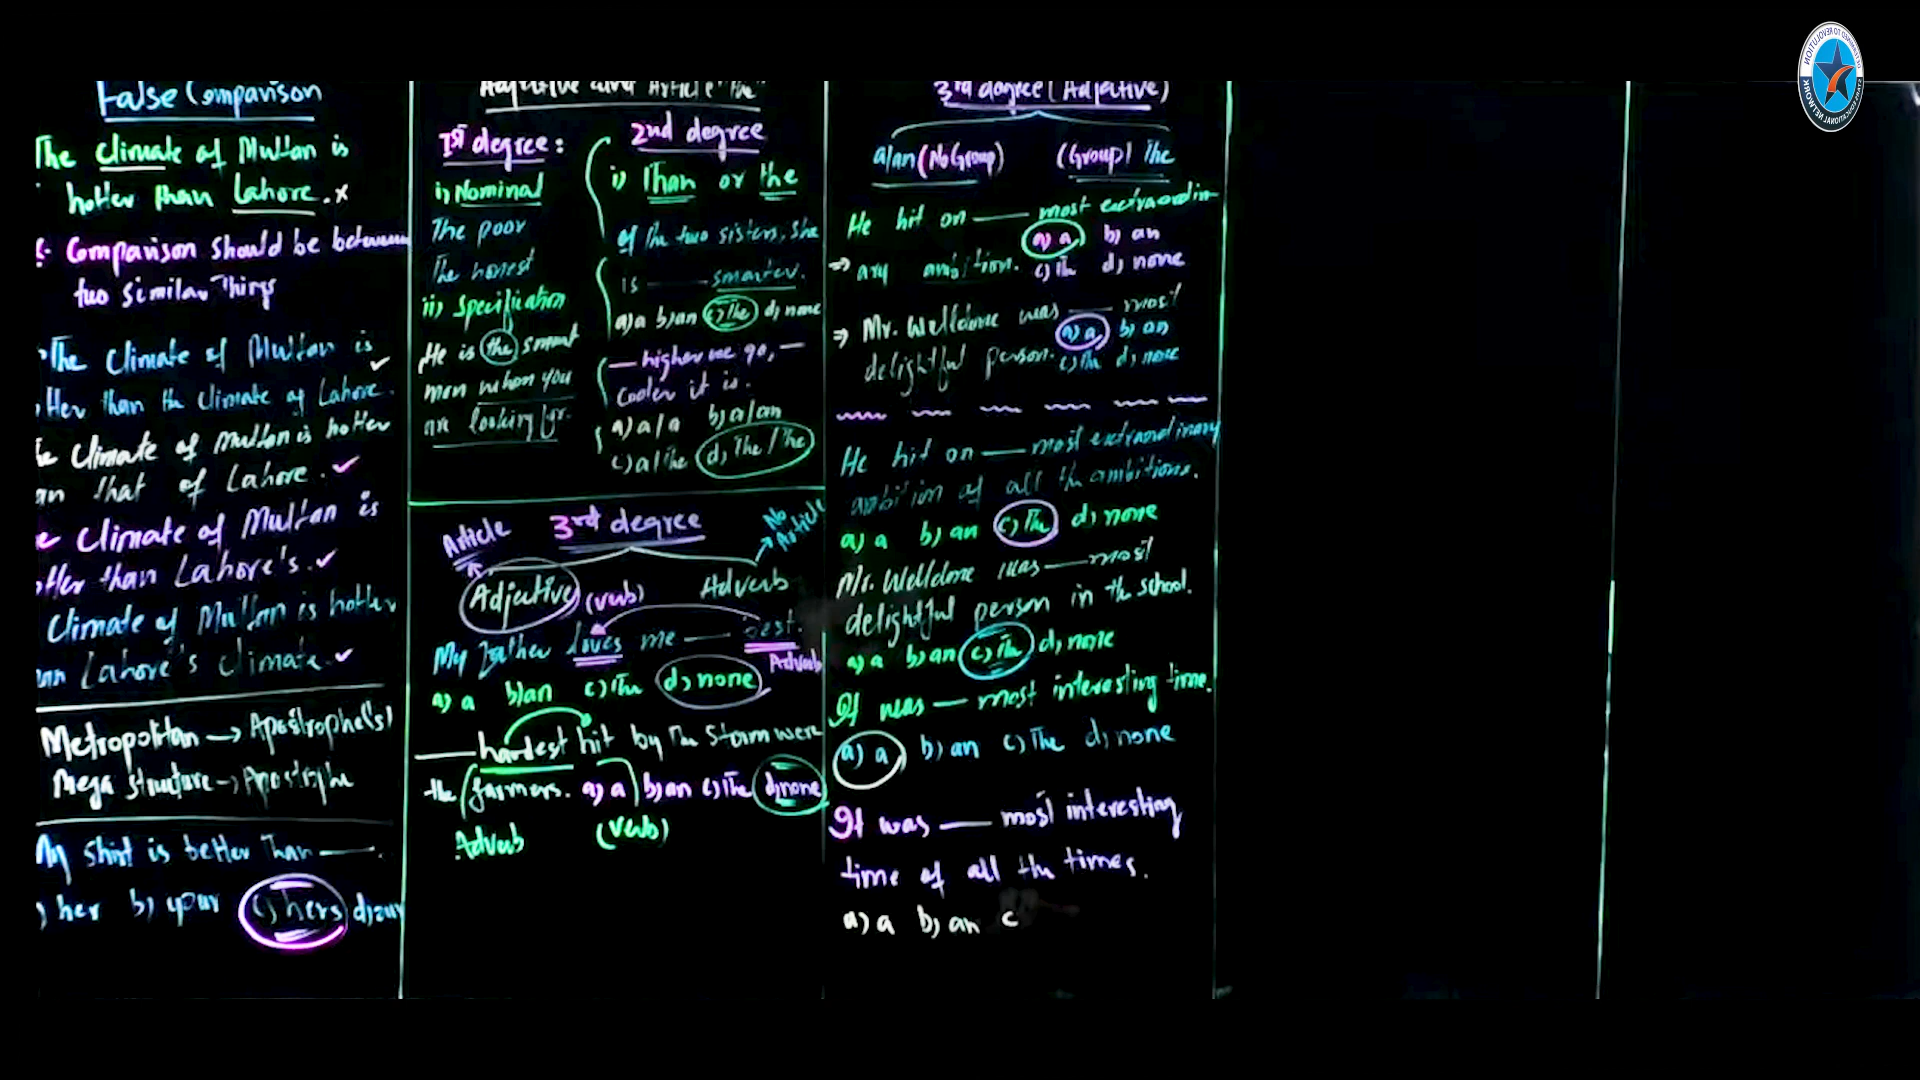 False Comparison
The climate of Multan is
hotter than Lahore. x
Comparison should be between
two similar Things
The Climate of Multan is
otter than the climate of Lahore. ✓
Climate of Multan is hotter
an that of Lahore. ✓
Climate of Multan is
otter than Lahore's. ✓
Climate of Multan is hotter
an Lahore's climate. ✓
Metropolitan → Apostrophe(s)
Mega structure → Apostrophe
My shirt is better Than ___.
her b) your c) hers d) our
Adjective and Article "The"
1st degree:
i) Nominal
The poor
The honest
ii) Specification
He is the smart
man whom you
are looking for.
2nd degree
i) Than or the
of the two sisters, she
is ___ smarter.
a) a b) an c) The d) none
— higher we go, —
cooler it is.
a) a/a b) a/an
c) a/the d) The/The
3rd degree
Article
No Article
Adjective (verb) Adverb
My father loves me ___ best.
Adverb
a) a b) an c) The d) none
___ hardest hit by The Storm were
the farmers. a) a b) an c) The d) none
Adverb (verb)
3rd degree (Adjective)
a/an (No Group) (Group) The
He hit on ___ most extraordin-
ary ambition. a) a b) an
c) The d) none
⇒ Mr. Welldone was ___ most
delightful person. a) a b) an
c) The d) none
He hit on ___ most extraordinary
ambition of all the ambitions.
a) a b) an c) The d) none
Mr. Welldone was ___ most
delightful person in the school.
a) a b) an c) The d) none
It was ___ most interesting time.
a) a b) an c) The d) none
It was ___ most interesting
time of all the times.
a) a b) an c